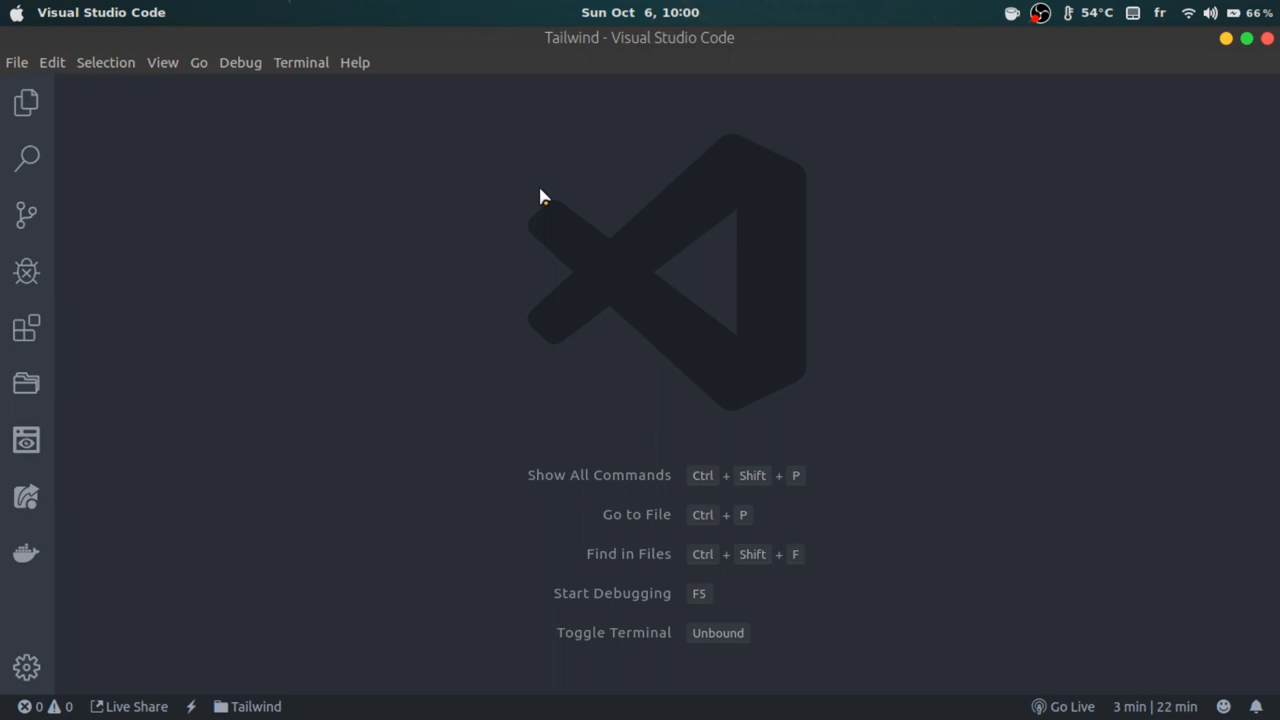 Visual Studio Code Sun Oct 6, 10:00 54°C fr 66%
Tailwind - Visual Studio Code
File Edit Selection View Go Debug Terminal Help
Show All Commands Ctrl + Shift + P
Go to File Ctrl + P
Find in Files Ctrl + Shift + F
Start Debugging F5
Toggle Terminal Unbound
0 0 Live Share Tailwind Go Live 3 min | 22 min